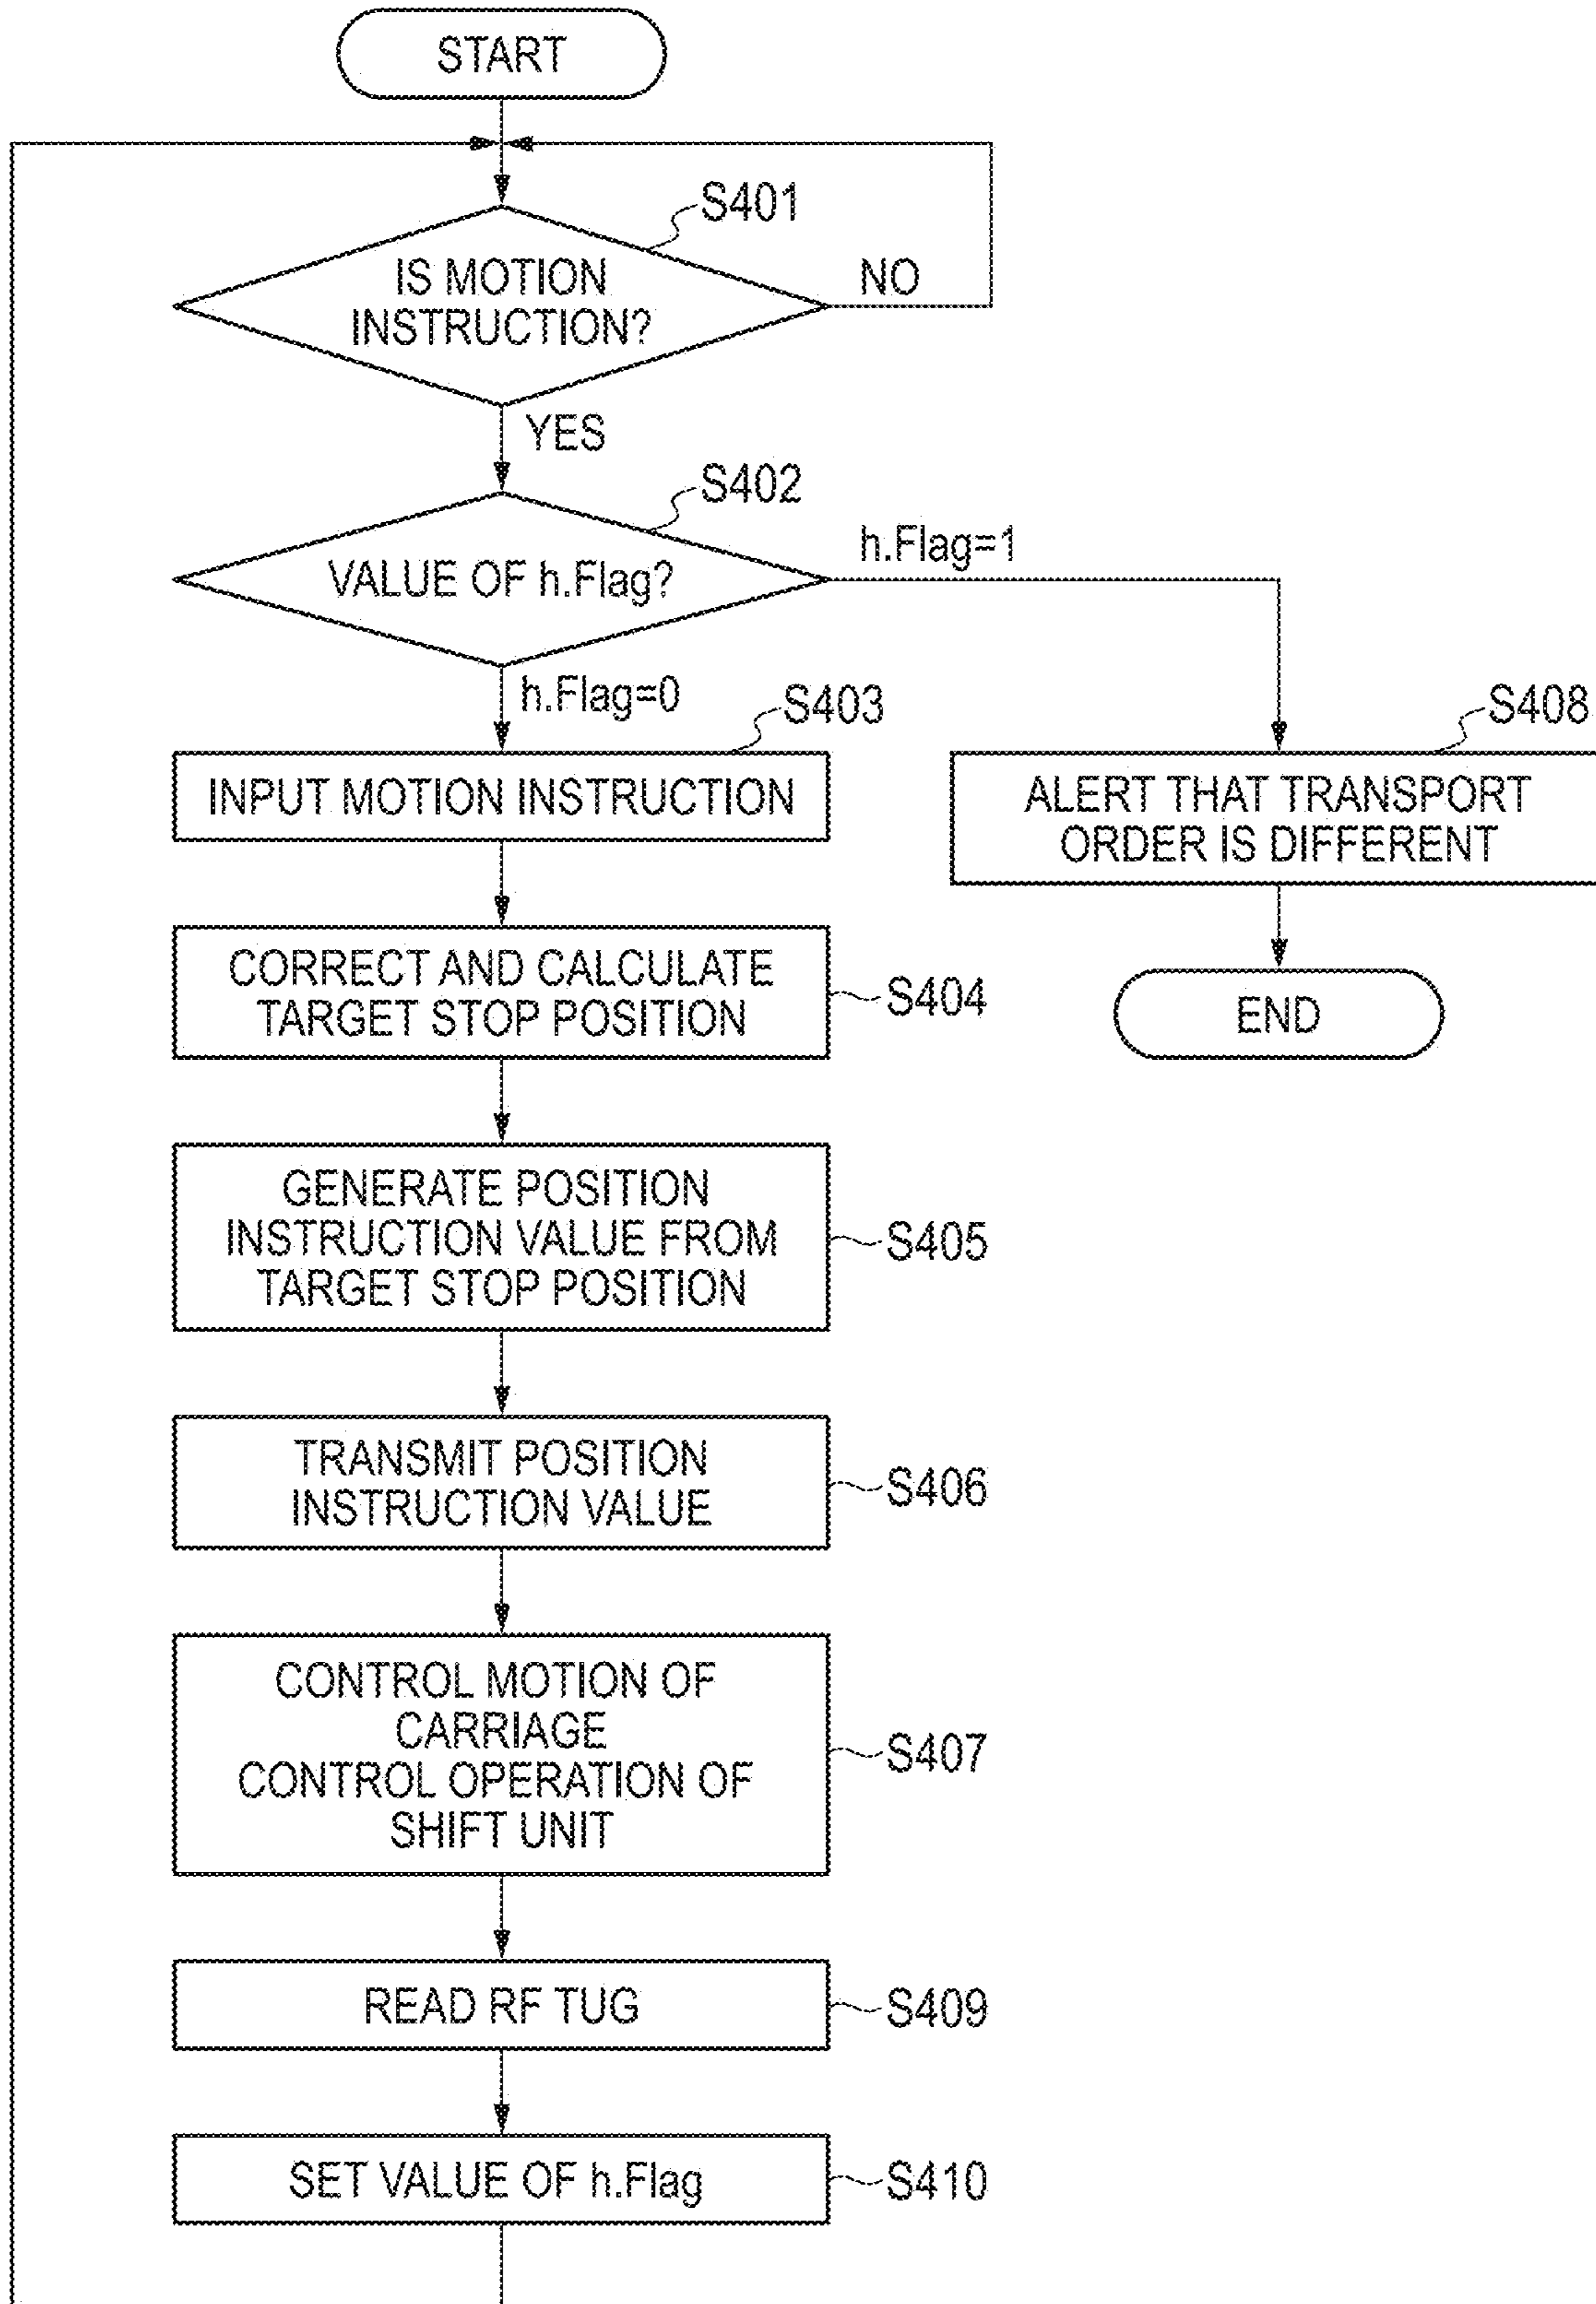 START
S401
IS MOTION
INSTRUCTION?
NO
YES
S402
VALUE OF h.Flag?
h.Flag=1
h.Flag=0
S403
INPUT MOTION INSTRUCTION
S408
ALERT THAT TRANSPORT
ORDER IS DIFFERENT
CORRECT AND CALCULATE
TARGET STOP POSITION
S404
END
GENERATE POSITION
INSTRUCTION VALUE FROM
TARGET STOP POSITION
S405
TRANSMIT POSITION
INSTRUCTION VALUE
S406
CONTROL MOTION OF
CARRIAGE
CONTROL OPERATION OF
SHIFT UNIT
S407
READ RF TUG
S409
SET VALUE OF h.Flag
S410